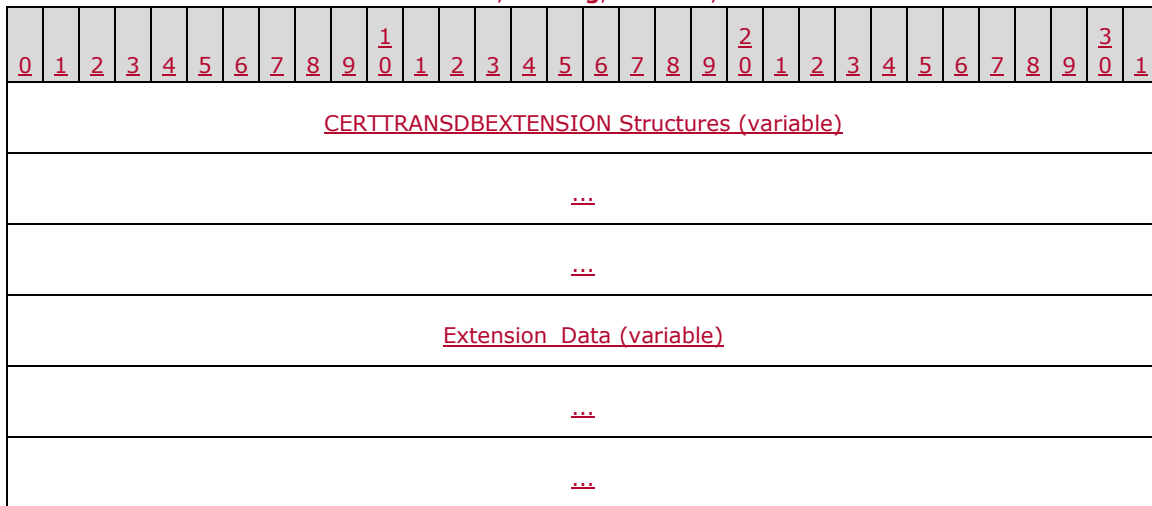 1 2 3
0 1 2 3 4 5 6 7 8 9 0 1 2 3 4 5 6 7 8 9 0 1 2 3 4 5 6 7 8 9 0 1
CERTTRANSDBEXTENSION Structures (variable)
...
...
Extension_Data (variable)
...
...